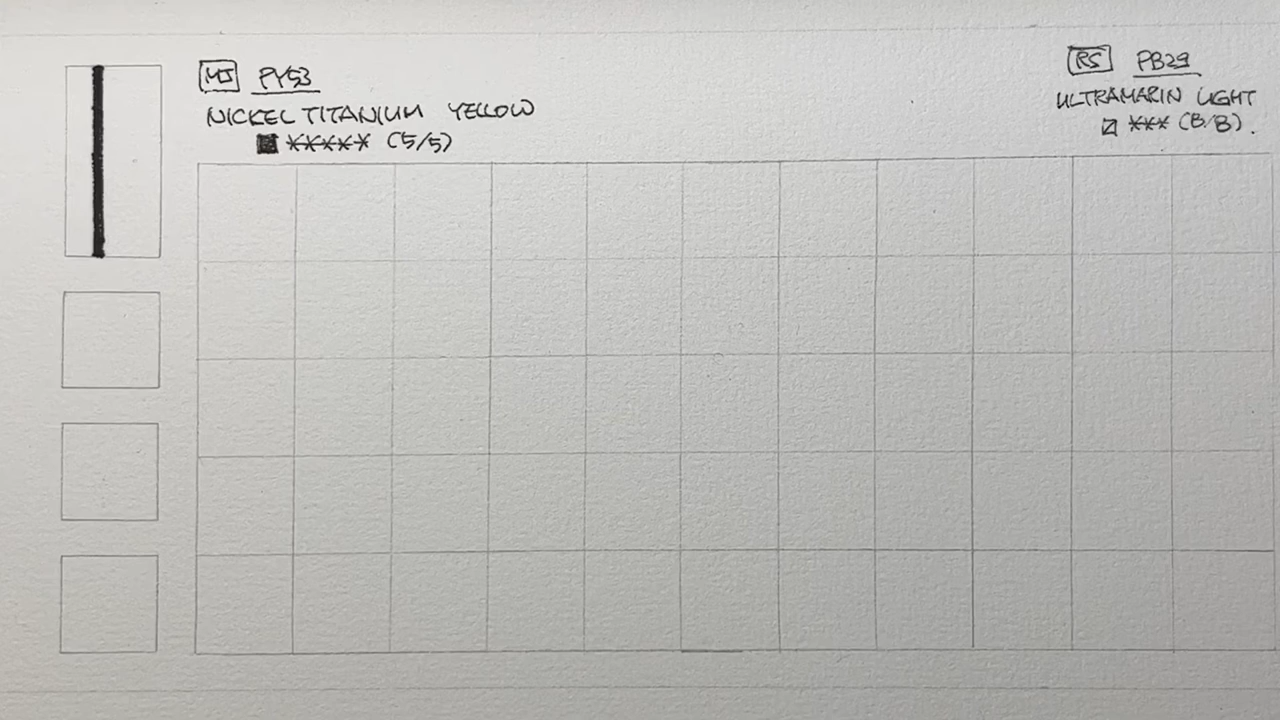 MJ PY53
NICKEL TITANIUM YELLOW
***** (5/5)
RS PB29
ULTRAMARIN LIGHT
*** (B/B).